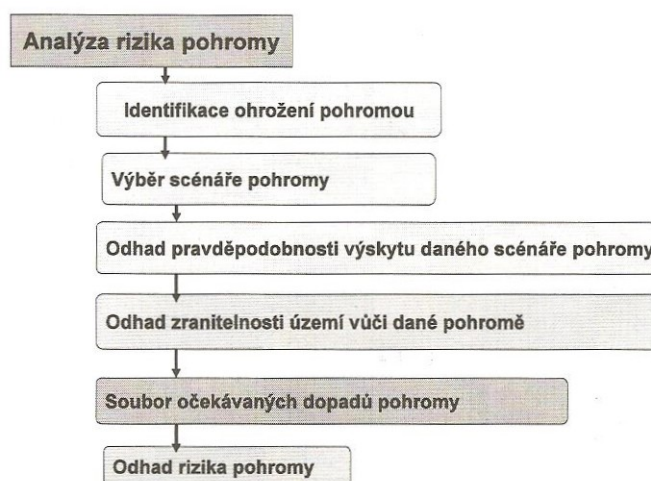 Analýza rizika pohromy
Identifikace ohrožení pohromou
Výběr scénáře pohromy
Odhad pravděpodobnosti výskytu daného scénáře pohromy
Odhad zranitelnosti území vůči dané pohromě
Soubor očekávaných dopadů pohromy
Odhad rizika pohromy